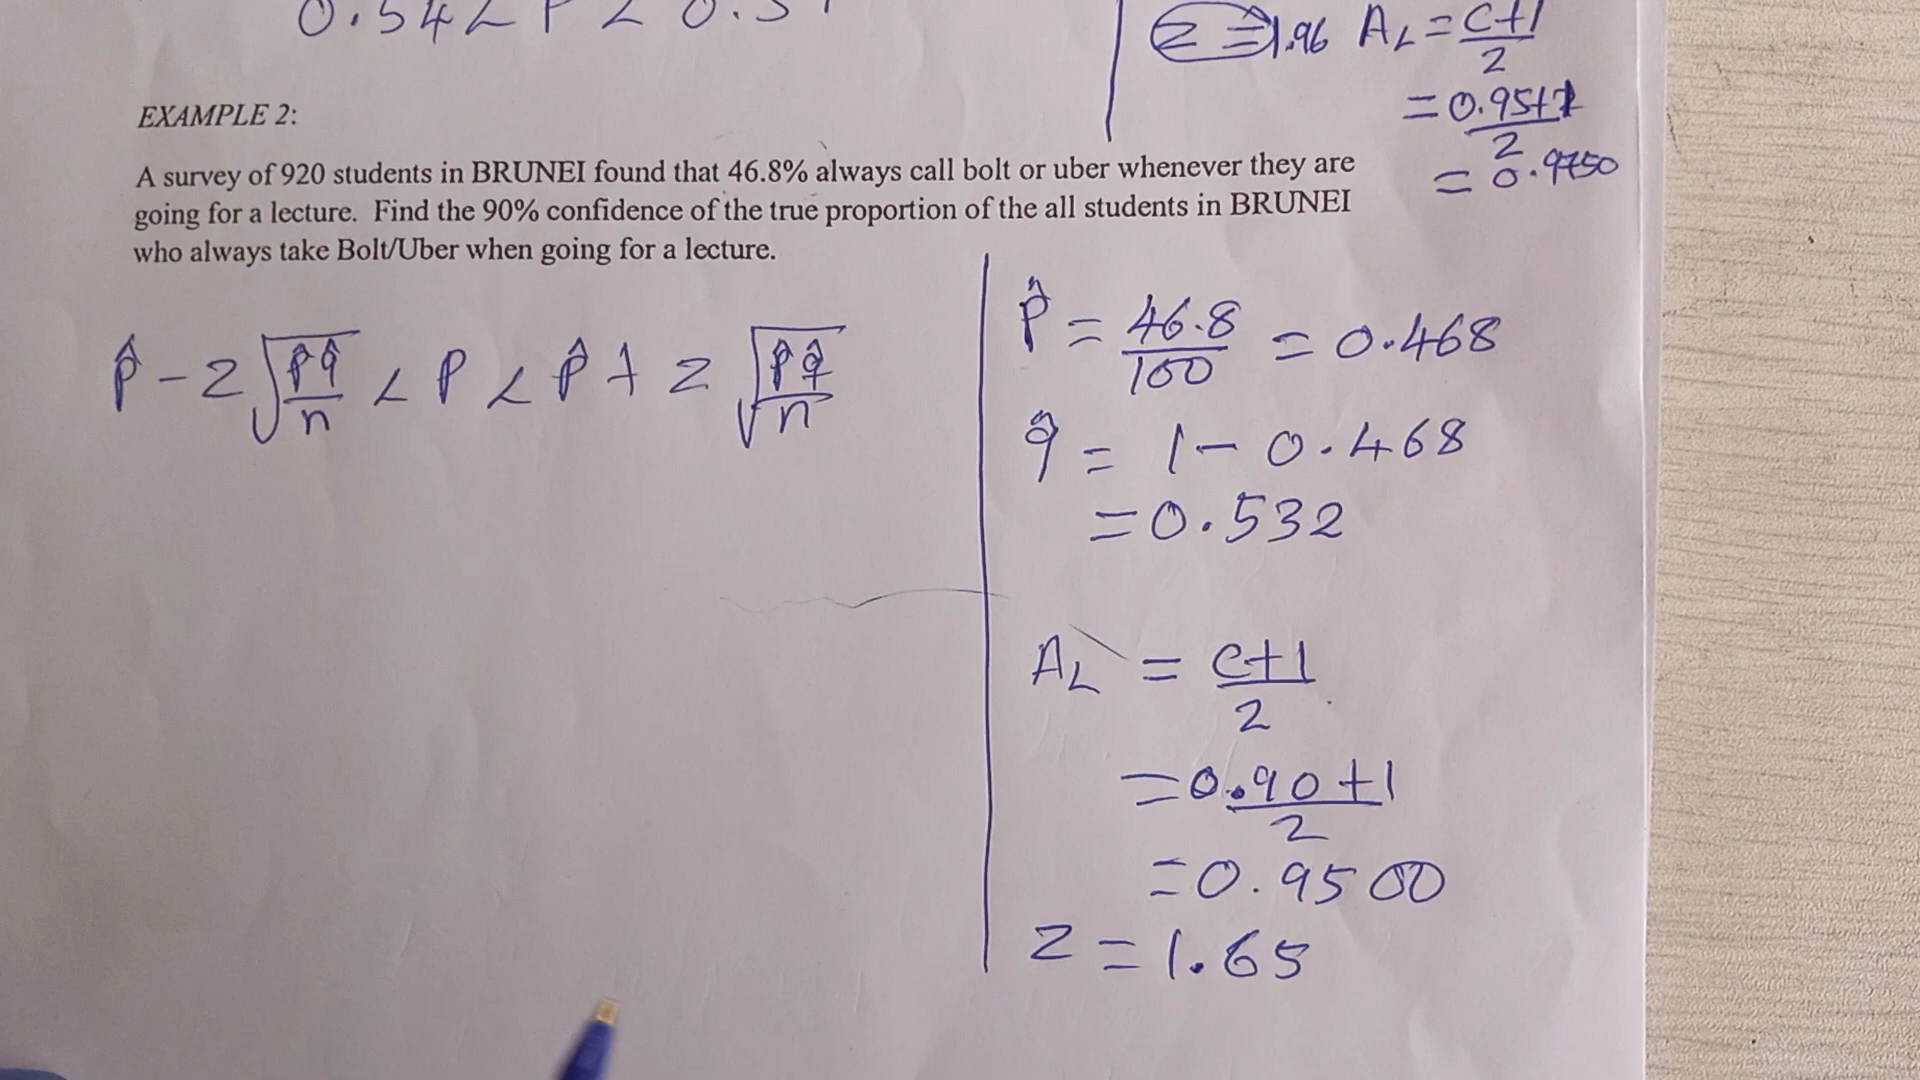 z = 1.96 A_L = c+1/2
= 0.95+1/2
= 0.9750
EXAMPLE 2:
A survey of 920 students in BRUNEI found that 46.8% always call bolt or uber whenever they are
going for a lecture. Find the 90% confidence of the true proportion of the all students in BRUNEI
who always take Bolt/Uber when going for a lecture.
p̂ - z√(p̂q̂/n) < P < p̂ + z√(p̂q̂/n)
p̂ = 46.8/100 = 0.468
q̂ = 1 - 0.468
= 0.532
A_L = c+1/2
= 0.90+1/2
= 0.9500
z = 1.65